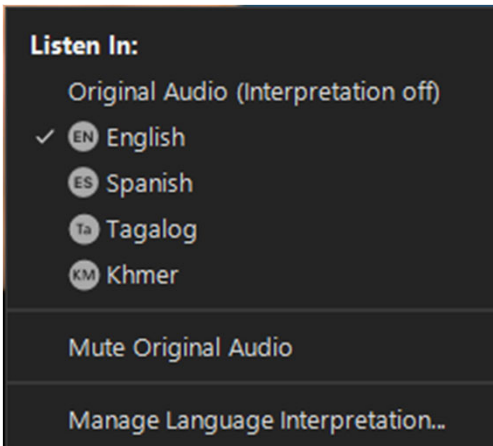 Listen In:
Original Audio (Interpretation off)
EN English
ES Spanish
Ta Tagalog
KM Khmer
Mute Original Audio
Manage Language Interpretation...